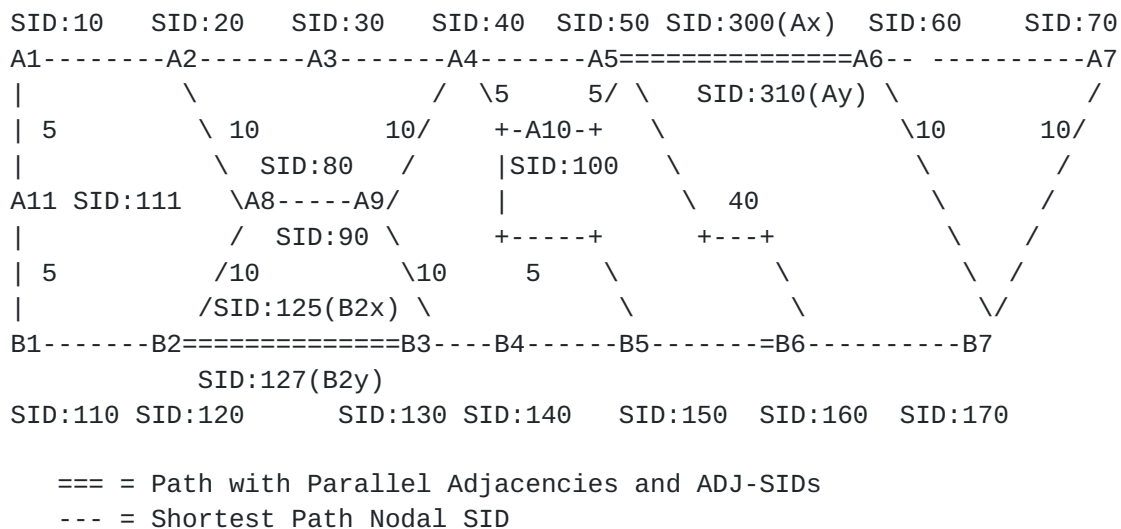 SID:10   SID:20   SID:30   SID:40  SID:50 SID:300(Ax)  SID:60    SID:70
A1--------A2-------A3-------A4-------A5===============A6-- ----------A7
|          \               /  \5     5/ \   SID:310(Ay) \            /
| 5         \ 10       10/    +-A10-+   \               \10      10/
|            \  SID:80   /     |SID:100   \               \        /
A11 SID:111   \A8-----A9/      |           \  40           \      /
|             /  SID:90 \      +-----+      +---+           \    /
| 5          /10         \10     5    \          \           \  /
|           /SID:125(B2x) \            \          \           \/
B1-------B2==============B3----B4------B5-------=B6----------B7
SID:127(B2y)
SID:110 SID:120      SID:130 SID:140   SID:150  SID:160  SID:170
=== = Path with Parallel Adjacencies and ADJ-SIDs
--- = Shortest Path Nodal SID